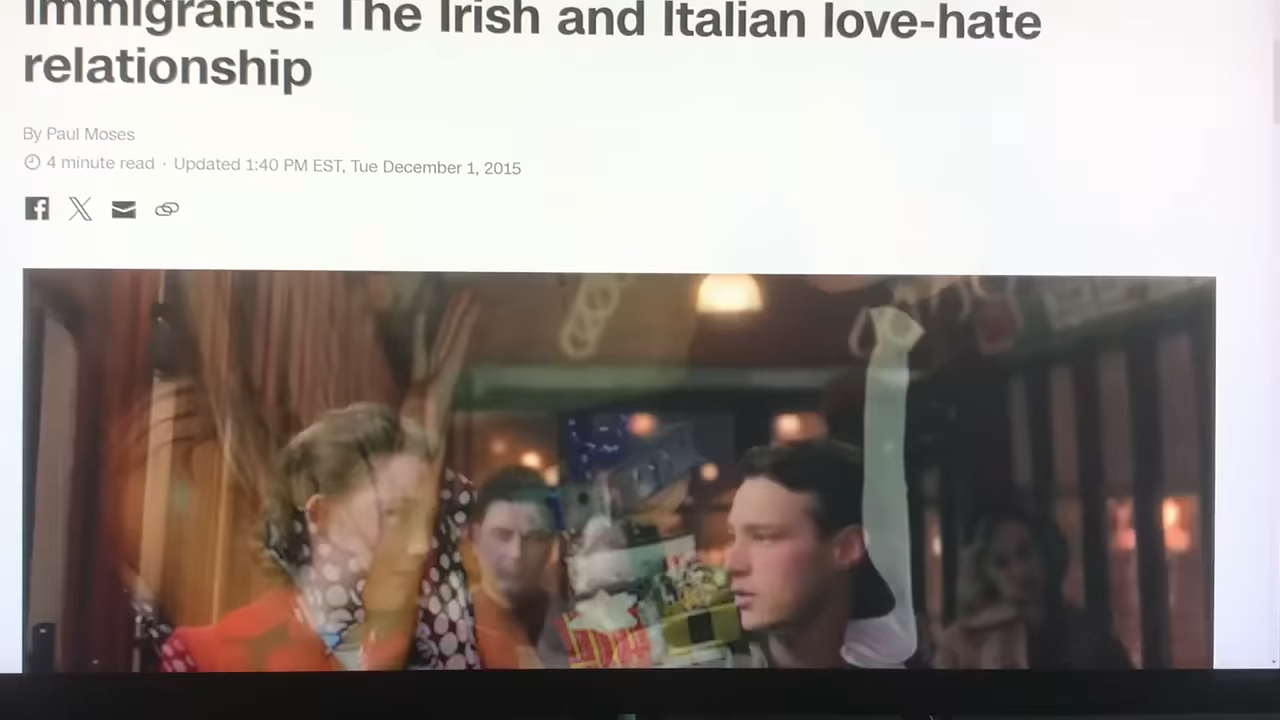 Immigrants: The Irish and Italian love-hate
relationship
By Paul Moses
4 minute read · Updated 1:40 PM EST, Tue December 1, 2015